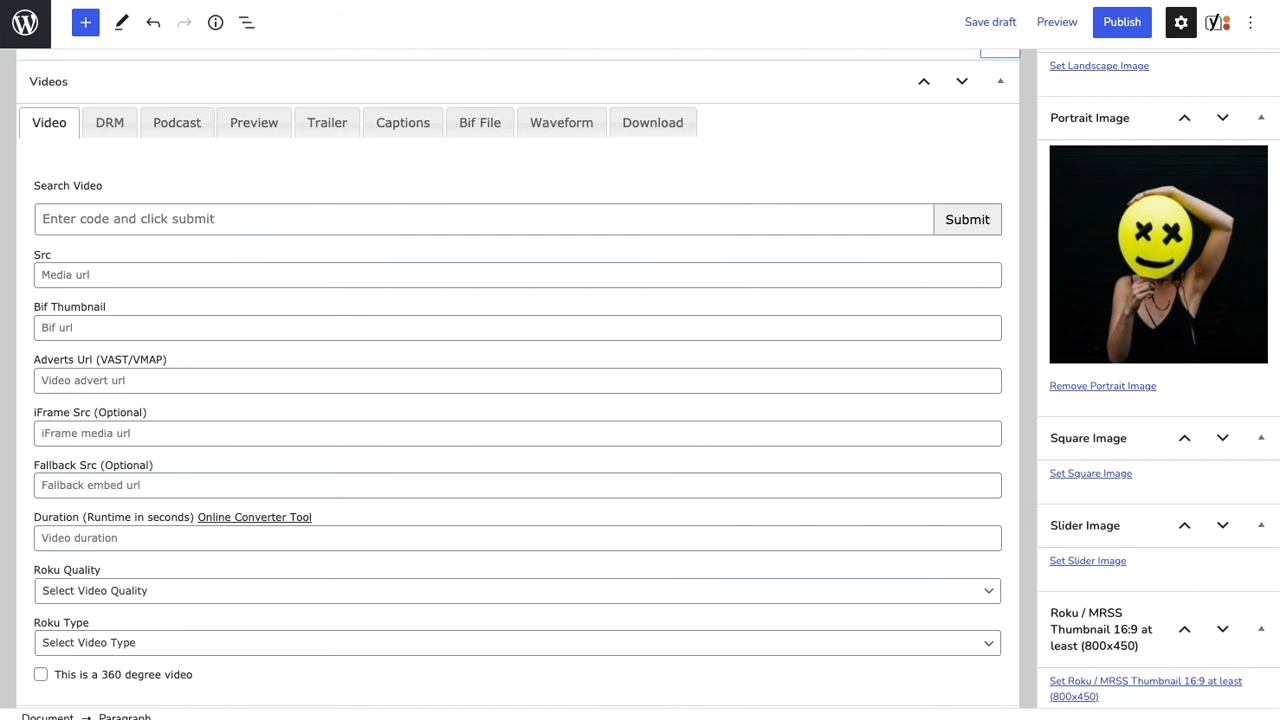 Save draft
Preview
Publish
Videos
Video
DRM
Podcast
Preview
Trailer
Captions
Bif File
Waveform
Download
Search Video
Enter code and click submit
Submit
Src
Media url
Bif Thumbnail
Bif url
Adverts Url (VAST/VMAP)
Video advert url
iFrame Src (Optional)
iFrame media url
Fallback Src (Optional)
Fallback embed url
Duration (Runtime in seconds) Online Converter Tool
Video duration
Roku Quality
Select Video Quality
Roku Type
Select Video Type
This is a 360 degree video
Document → Paragraph
Set Landscape Image
Portrait Image
Remove Portrait Image
Square Image
Set Square Image
Slider Image
Set Slider Image
Roku / MRSS
Thumbnail 16:9 at
least (800x450)
Set Roku / MRSS Thumbnail 16:9 at least
(800x450)